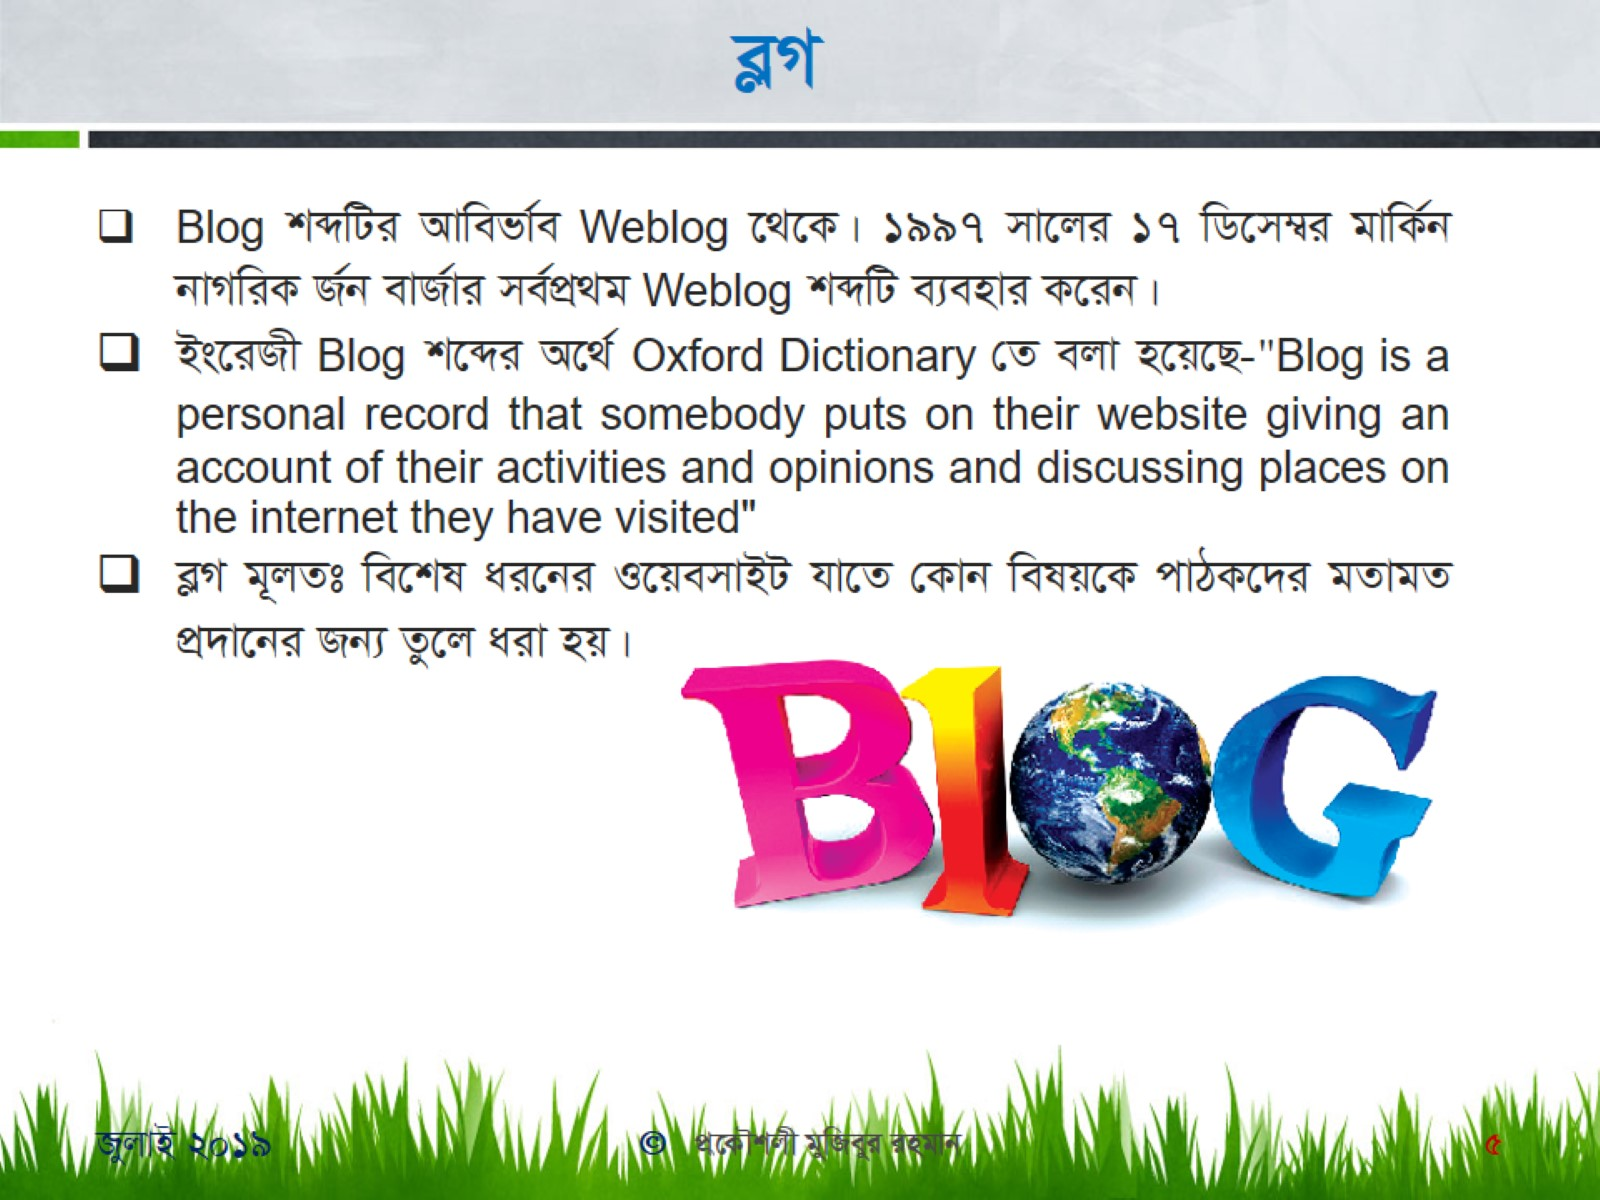 ব্লগ
Blog শব্দটির আবির্ভাব Weblog থেকে। ১৯৯৭ সালের ১৭ ডিসেম্বর মার্কিন
নাগরিক র্জন বার্জার সর্বপ্রথম Weblog শব্দটি ব্যবহার করেন।
ইংরেজী Blog শব্দের অর্থে Oxford Dictionary তে বলা হয়েছে-"Blog is a
personal record that somebody puts on their website giving an
account of their activities and opinions and discussing places on
the internet they have visited"
ব্লগ মূলতঃ বিশেষ ধরনের ওয়েবসাইট যাতে কোন বিষয়কে পাঠকদের মতামত
প্রদানের জন্য তুলে ধরা হয়।
BlOG
জুলাই ২০১৯ © প্রকৌশলী মুজিবুর রহমান ৫